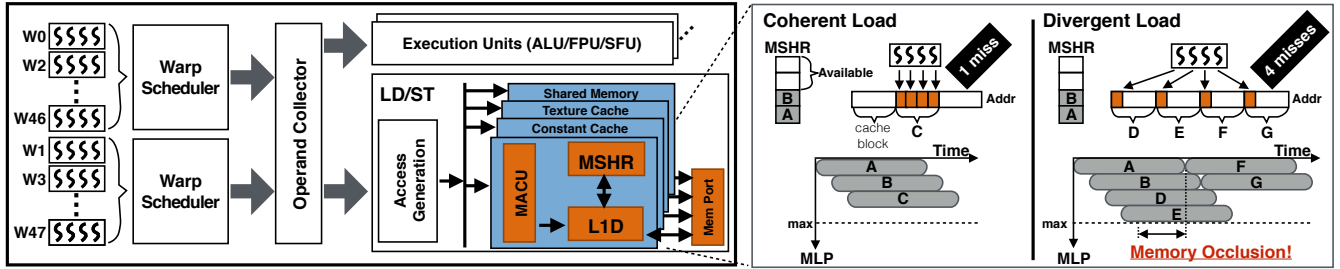 W0
W2
W46
W1
W3
W47
Warp
Scheduler
Warp
Scheduler
Operand Collector
Execution Units (ALU/FPU/SFU)
LD/ST
Access
Generation
Shared Memory
Texture Cache
Constant Cache
MACU
MSHR
L1D
Mem Port
Coherent Load
MSHR
Available
B
A
1 miss
Addr
cache
block
C
Time
A
B
C
max
MLP
Divergent Load
MSHR
B
A
4 misses
Addr
D E F G
Time
A F
B G
D
E
max
MLP
Memory Occlusion!